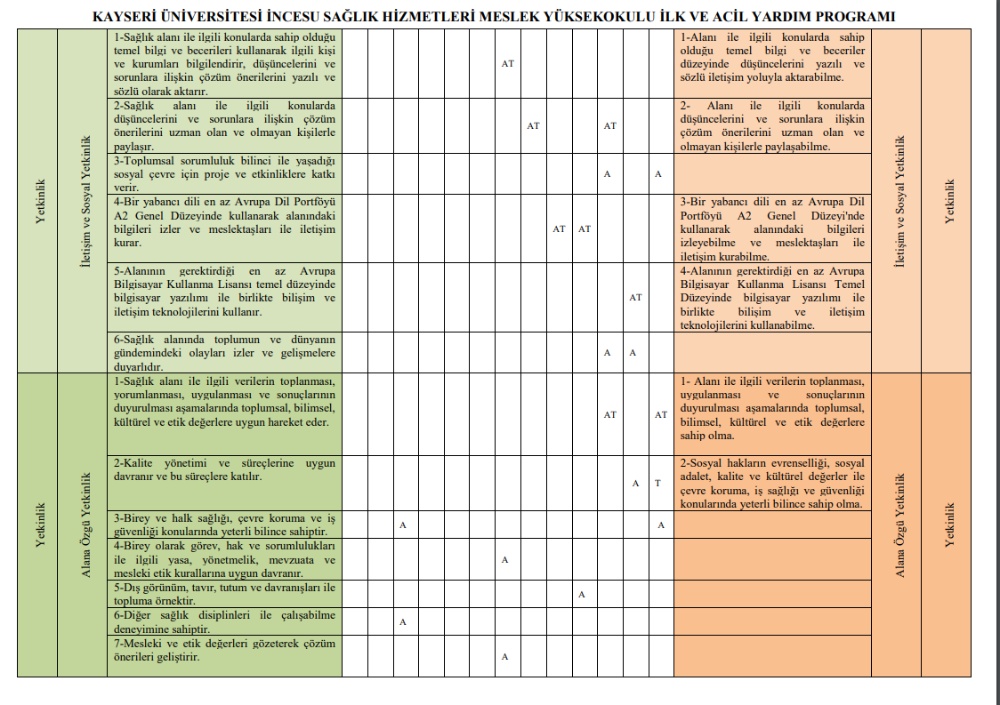 KAYSERİ ÜNİVERSİTESİ İNCESU SAĞLIK HİZMETLERİ MESLEK YÜKSEKOKULU İLK VE ACİL YARDIM PROGRAMI
Yetkinlik
İletişim ve Sosyal Yetkinlik
1-Sağlık alanı ile ilgili konularda sahip olduğu
temel bilgi ve becerileri kullanarak ilgili kişi
ve kurumları bilgilendirir, düşüncelerini ve
sorunlara ilişkin çözüm önerilerini yazılı ve
sözlü olarak aktarır.
AT
1-Alanı ile ilgili konularda sahip
olduğu temel bilgi ve beceriler
düzeyinde düşüncelerini yazılı ve
sözlü iletişim yoluyla aktarabilme.
İletişim ve Sosyal Yetkinlik
Yetkinlik
2-Sağlık alanı ile ilgili konularda
düşüncelerini ve sorunlara ilişkin çözüm
önerilerini uzman olan ve olmayan kişilerle
paylaşır.
AT AT
2- Alanı ile ilgili konularda
düşüncelerini ve sorunlara ilişkin
çözüm önerilerini uzman olan ve
olmayan kişilerle paylaşabilme.
3-Toplumsal sorumluluk bilinci ile yaşadığı
sosyal çevre için proje ve etkinliklere katkı
verir.
A A
4-Bir yabancı dili en az Avrupa Dil Portföyü
A2 Genel Düzeyinde kullanarak alanındaki
bilgileri izler ve meslektaşları ile iletişim
kurar.
AT AT
3-Bir yabancı dili en az Avrupa Dil
Portföyü A2 Genel Düzeyi'nde
kullanarak alanındaki bilgileri
izleyebilme ve meslektaşları ile
iletişim kurabilme.
5-Alanının gerektirdiği en az Avrupa
Bilgisayar Kullanma Lisansı temel düzeyinde
bilgisayar yazılımı ile birlikte bilişim ve
iletişim teknolojilerini kullanır.
AT
4-Alanının gerektirdiği en az Avrupa
Bilgisayar Kullanma Lisansı Temel
Düzeyinde bilgisayar yazılımı ile
birlikte bilişim ve iletişim
teknolojilerini kullanabilme.
6-Sağlık alanında toplumun ve dünyanın
gündemindeki olayları izler ve gelişmelere
duyarlıdır.
A A
Yetkinlik
Alana Özgü Yetkinlik
1-Sağlık alanı ile ilgili verilerin toplanması,
yorumlanması, uygulanması ve sonuçlarının
duyurulması aşamalarında toplumsal, bilimsel,
kültürel ve etik değerlere uygun hareket eder.
AT AT
1- Alanı ile ilgili verilerin toplanması,
uygulanması ve sonuçlarının
duyurulması aşamalarında toplumsal,
bilimsel, kültürel ve etik değerlere
sahip olma.
Alana Özgü Yetkinlik
Yetkinlik
2-Kalite yönetimi ve süreçlerine uygun
davranır ve bu süreçlere katılır.
A T
2-Sosyal hakların evrenselliği, sosyal
adalet, kalite ve kültürel değerler ile
çevre koruma, iş sağlığı ve güvenliği
konularında yeterli bilince sahip olma.
3-Birey ve halk sağlığı, çevre koruma ve iş
güvenliği konularında yeterli bilince sahiptir.
A A
4-Birey olarak görev, hak ve sorumlulukları
ile ilgili yasa, yönetmelik, mevzuata ve
mesleki etik kurallarına uygun davranır.
A
5-Dış görünüm, tavır, tutum ve davranışları ile
topluma örnektir.
A
6-Diğer sağlık disiplinleri ile çalışabilme
deneyimine sahiptir.
A
7-Mesleki ve etik değerleri gözeterek çözüm
önerileri geliştirir.
A